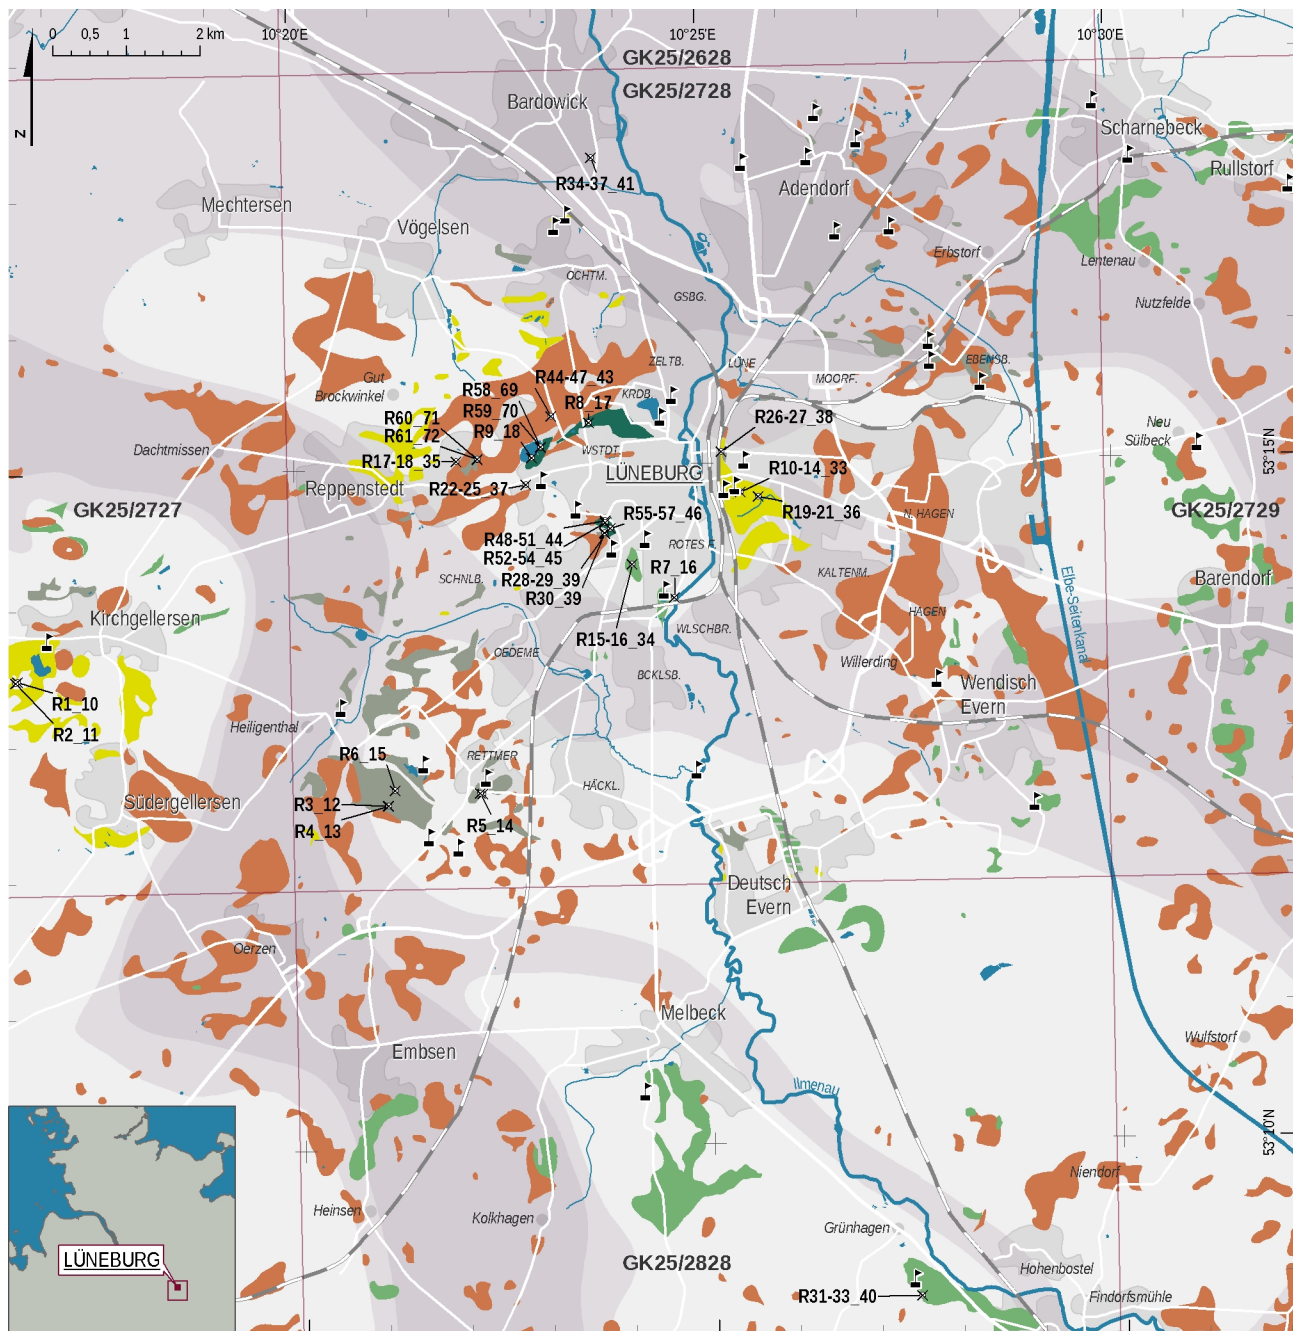 0 0,5 1 2 km
10°20'E
10°25'E
10°30'E
GK25/2628
GK25/2728
N
Bardowick
Scharnebeck
Rullstorf
R34-37_41
Adendorf
Mechtersen
Vögelsen
Erbstorf
Lentenau
OCHTM.
GSBG.
Nutzfelde
ZELTB.
LÜNE
EBENSB.
MOORF.
Gut
Brockwinkel
R44-47_43
R58_69
R8_17
KRDB.
R59_70
R60_71
R61_72
R9_18
R26-27_38
Neu
Sülbeck
Dachtmissen
WSTDT.
53°15'N
R17-18_35
LÜNEBURG
R10-14_33
Reppenstedt
R22-25_37
GK25/2727
R19-21_36
N. HAGEN
GK25/2729
R55-57_46
R48-51_44
R52-54_45
ROTES F.
R7_16
SCHNLB.
R28-29_39
R30_39
KALTENM.
Barendorf
Elbe-Seitenkanal
HAGEN
Kirchgellersen
R15-16_34
WLSCHBR.
OEDEME
Willerding
BCKLSB.
Wendisch
Evern
R1_10
R2_11
Heiligenthal
R6_15
RETTMER
HÄCKL.
Südergellersen
R3_12
R4_13
R5_14
Deutsch
Evern
Oerzen
Melbeck
Wulfstorf
Embsen
Ilmenau
53°10'N
Niendorf
Heinsen
Kolkhagen
Grünhagen
LÜNEBURG
GK25/2828
Hohenbostel
R31-33_40
Findorfsmühle